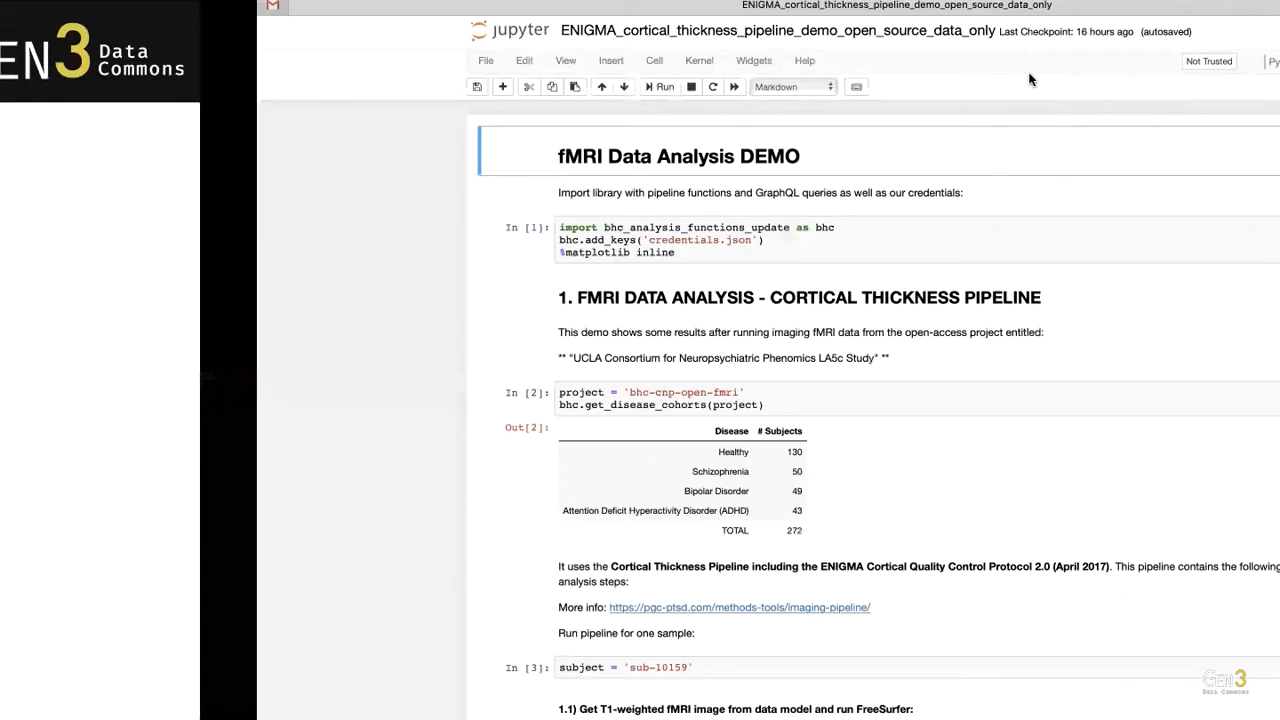 EN3 Data Commons
ENIGMA_cortical_thickness_pipeline_demo_open_source_data_only
jupyter ENIGMA_cortical_thickness_pipeline_demo_open_source_data_only Last Checkpoint: 16 hours ago (autosaved)
File Edit View Insert Cell Kernel Widgets Help
Not Trusted
Py
Run
Markdown
fMRI Data Analysis DEMO
Import library with pipeline functions and GraphQL queries as well as our credentials:
In [1]: import bhc_analysis_functions_update as bhc
bhc.add_keys('credentials.json')
%matplotlib inline
1. FMRI DATA ANALYSIS - CORTICAL THICKNESS PIPELINE
This demo shows some results after running imaging fMRI data from the open-access project entitled:
** "UCLA Consortium for Neuropsychiatric Phenomics LA5c Study" **
In [2]: project = 'bhc-cnp-open-fmri'
bhc.get_disease_cohorts(project)
Out[2]: Disease # Subjects
Healthy 130
Schizophrenia 50
Bipolar Disorder 49
Attention Deficit Hyperactivity Disorder (ADHD) 43
TOTAL 272
It uses the Cortical Thickness Pipeline including the ENIGMA Cortical Quality Control Protocol 2.0 (April 2017). This pipeline contains the following
analysis steps:
More info: https://pgc-ptsd.com/methods-tools/imaging-pipeline/
Run pipeline for one sample:
In [3]: subject = 'sub-10159'
1.1) Get T1-weighted fMRI image from data model and run FreeSurfer:
GEN3
Data Commons